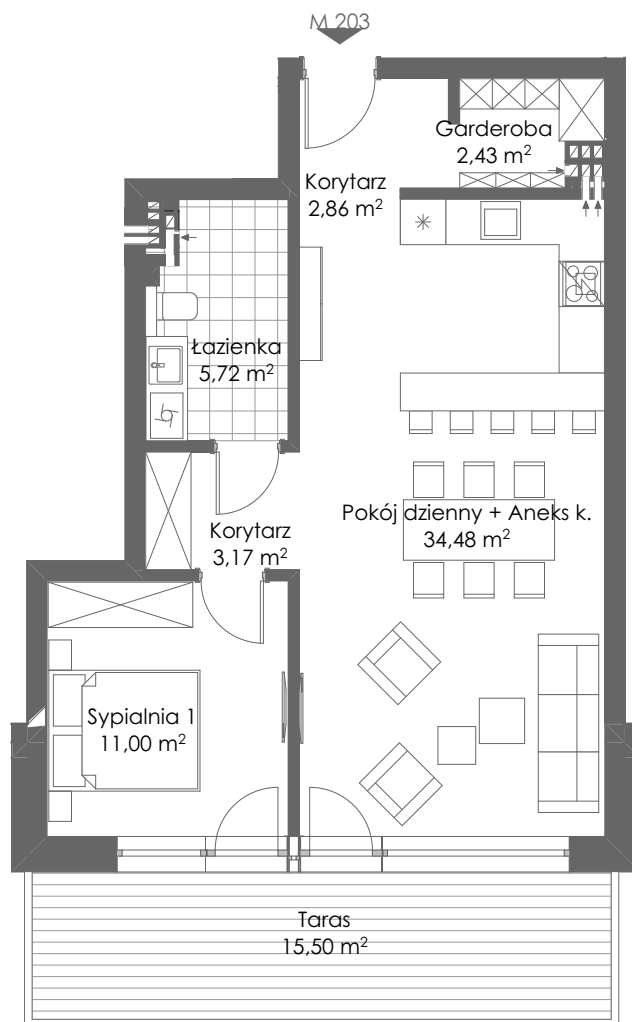 M 203
Garderoba
2,43 m²
Korytarz
2,86 m²
Łazienka
5,72 m²
Pokój dzienny + Aneks k.
34,48 m²
Korytarz
3,17 m²
Sypialnia 1
11,00 m²
Taras
15,50 m²